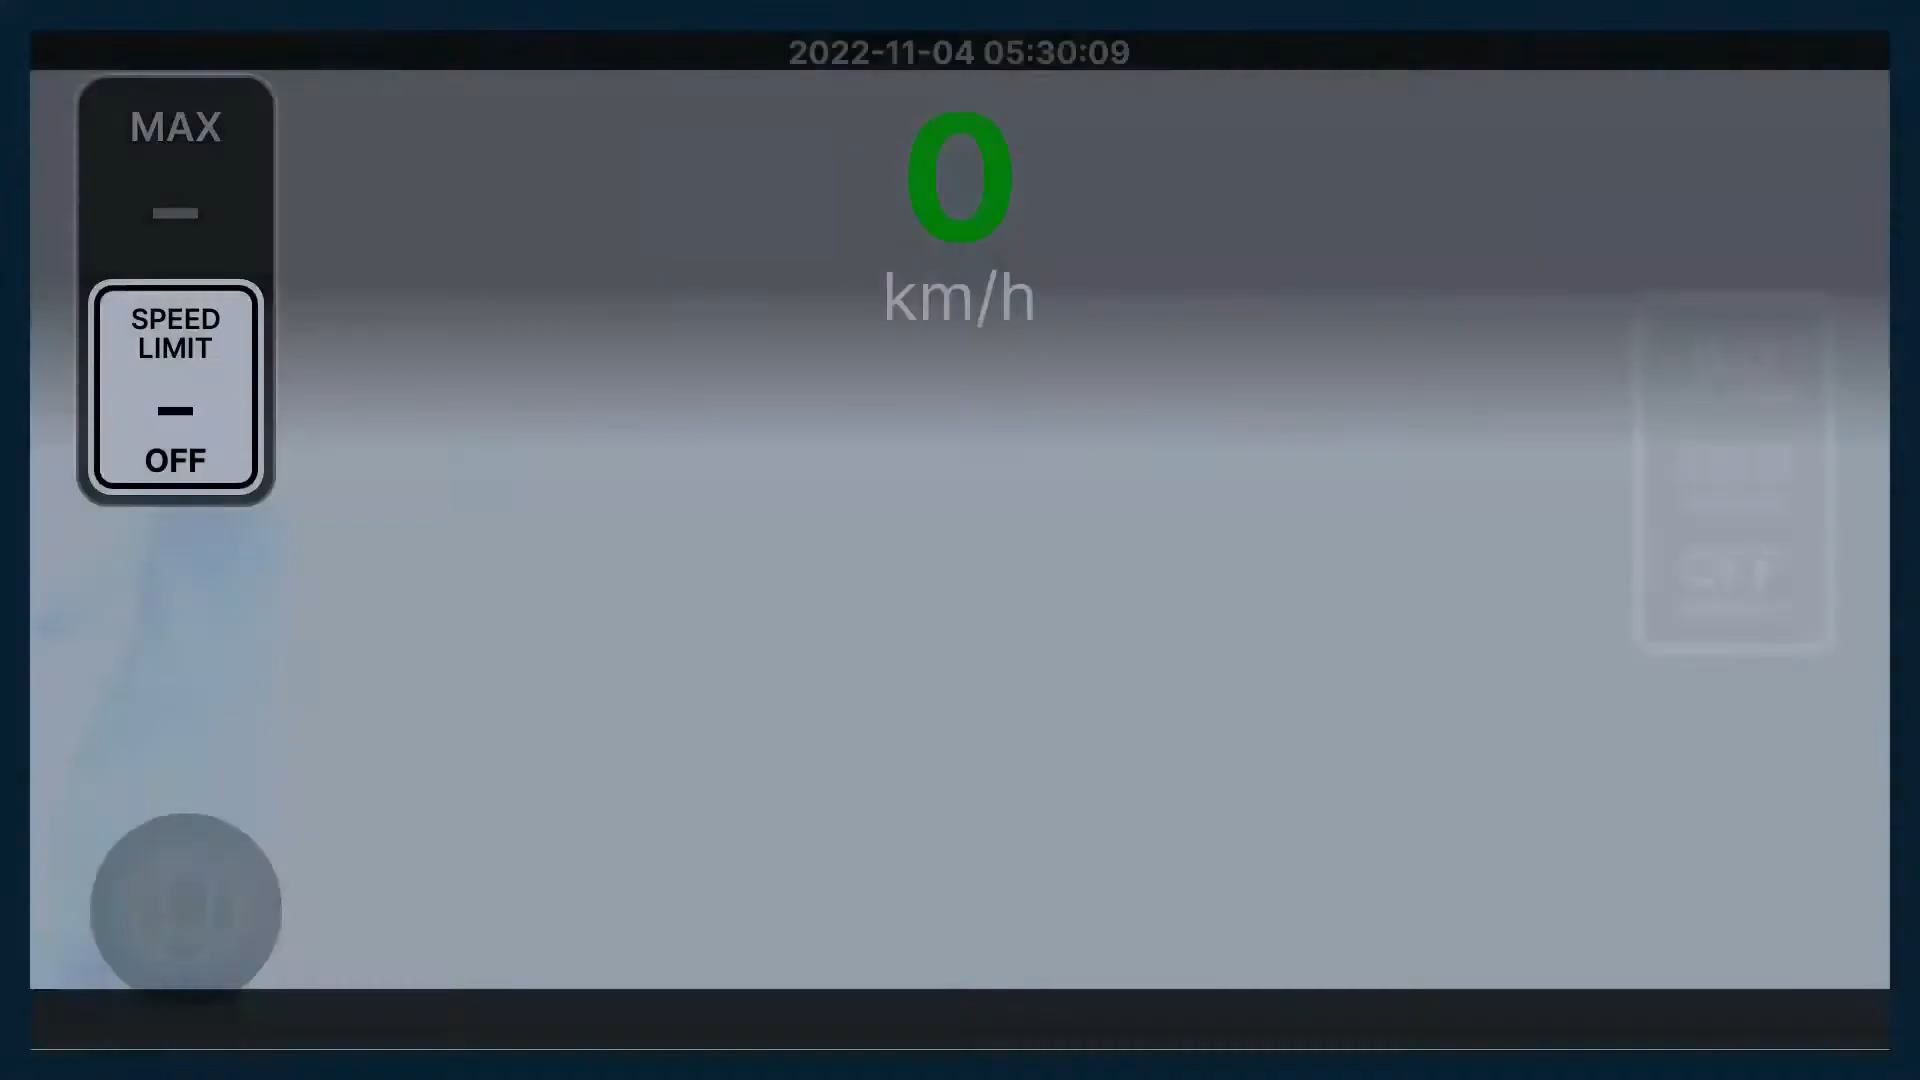 2022-11-04 05:30:09
MAX
–
0
km/h
SPEED
LIMIT
–
OFF